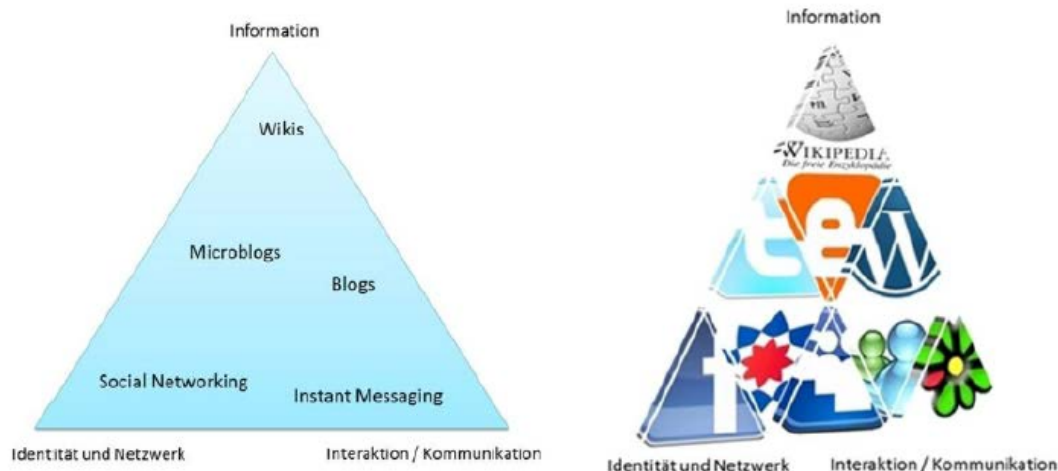 Information
Wikis
Microblogs
Blogs
Social Networking
Instant Messaging
Identität und Netzwerk
Interaktion / Kommunikation
Information
WIKIPEDIA
Die freie Enzyklopädie
Identität und Netzwerk
Interaktion / Kommunikation